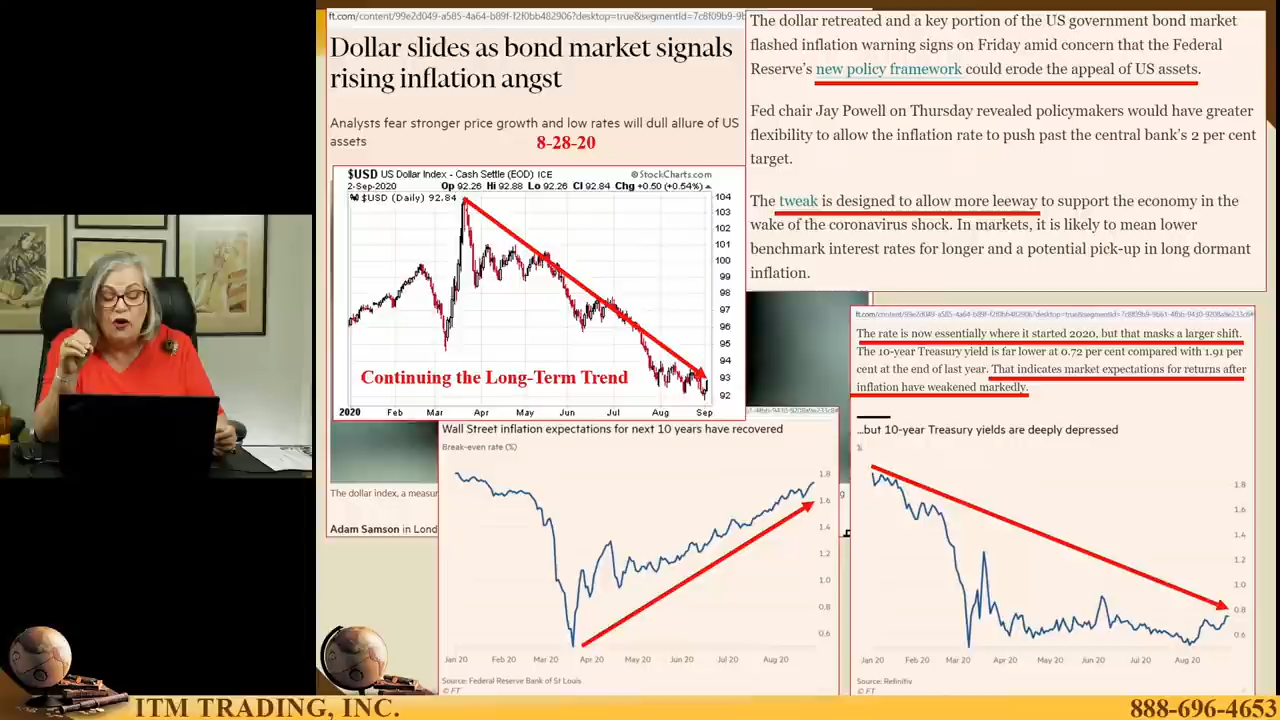 ft.com/content/99e2d049-a585-4a64-b89f-f2f0bb482906?desktop=true&segmentId=7c8f09b9-9b
Dollar slides as bond market signals
rising inflation angst
Analysts fear stronger price growth and low rates will dull allure of US
assets
8-28-20
$USD US Dollar Index - Cash Settle (EOD) ICE
© StockCharts.com
2-Sep-2020
Op 92.26 Hi 92.88 Lo 92.26 Cl 92.84 Chg +0.50 (+0.54%)
$USD (Daily) 92.84
104
103
102
101
100
99
98
97
96
95
94
93
92
Continuing the Long-Term Trend
2020 Feb Mar Apr May Jun Jul Aug Sep
The dollar index, a measu
Adam Samson in Lond
The dollar retreated and a key portion of the US government bond market
flashed inflation warning signs on Friday amid concern that the Federal
Reserve's new policy framework could erode the appeal of US assets.
Fed chair Jay Powell on Thursday revealed policymakers would have greater
flexibility to allow the inflation rate to push past the central bank's 2 per cent
target.
The tweak is designed to allow more leeway to support the economy in the
wake of the coronavirus shock. In markets, it is likely to mean lower
benchmark interest rates for longer and a potential pick-up in long dormant
inflation.
The rate is now essentially where it started 2020, but that masks a larger shift.
The 10-year Treasury yield is far lower at 0.72 per cent compared with 1.91 per
cent at the end of last year. That indicates market expectations for returns after
inflation have weakened markedly.
Wall Street inflation expectations for next 10 years have recovered
Break-even rate (%)
1.8
1.6
1.4
1.2
1.0
0.8
0.6
Jan 20 Feb 20 Mar 20 Apr 20 May 20 Jun 20 Jul 20 Aug 20
Source: Federal Reserve Bank of St Louis
© FT
...but 10-year Treasury yields are deeply depressed
%
1.8
1.6
1.4
1.2
1.0
0.8
0.6
Jan 20 Feb 20 Mar 20 Apr 20 May 20 Jun 20 Jul 20 Aug 20
Source: Refinitiv
© FT
ITM TRADING, INC.
888-696-4653